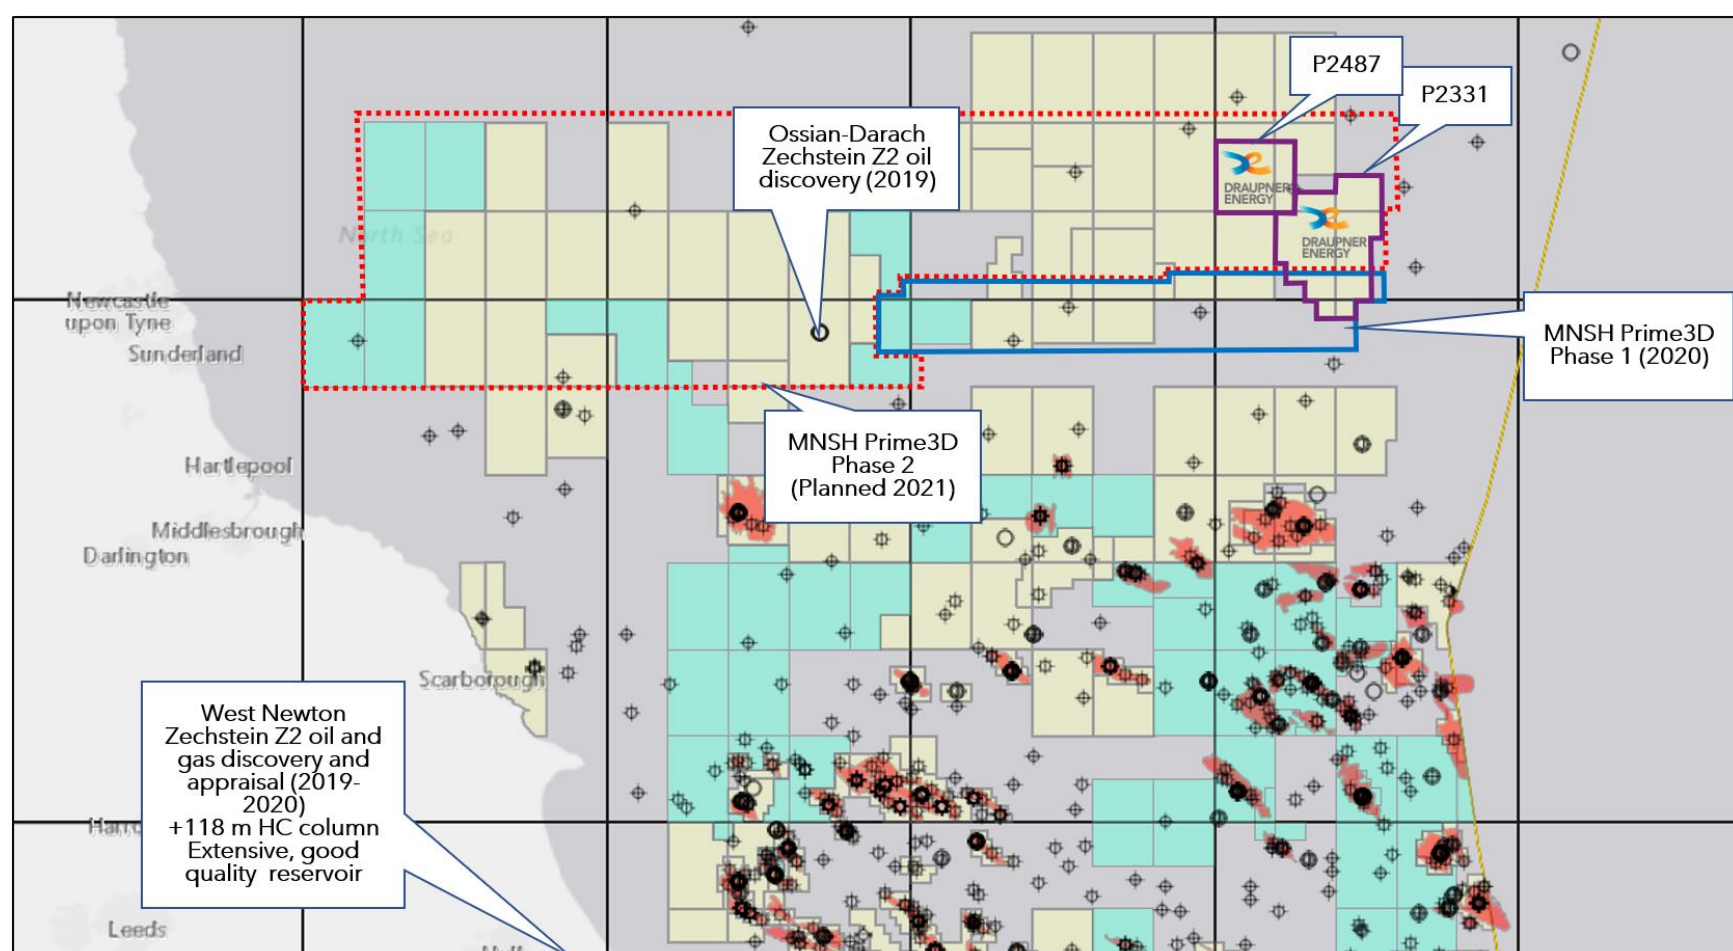 P2487
P2331
Ossian-Darach
Zechstein Z2 oil
discovery (2019)
DRAUPNER
ENERGY
DRAUPNER
ENERGY
North Sea
Newcastle
upon Tyne
Sunderland
MNSH Prime3D
Phase 1 (2020)
MNSH Prime3D
Phase 2
(Planned 2021)
Hartlepool
Middlesbrough
Darlington
Scarborough
West Newton
Zechstein Z2 oil and
gas discovery and
appraisal (2019-
2020)
+118 m HC column
Extensive, good
quality reservoir
Leeds